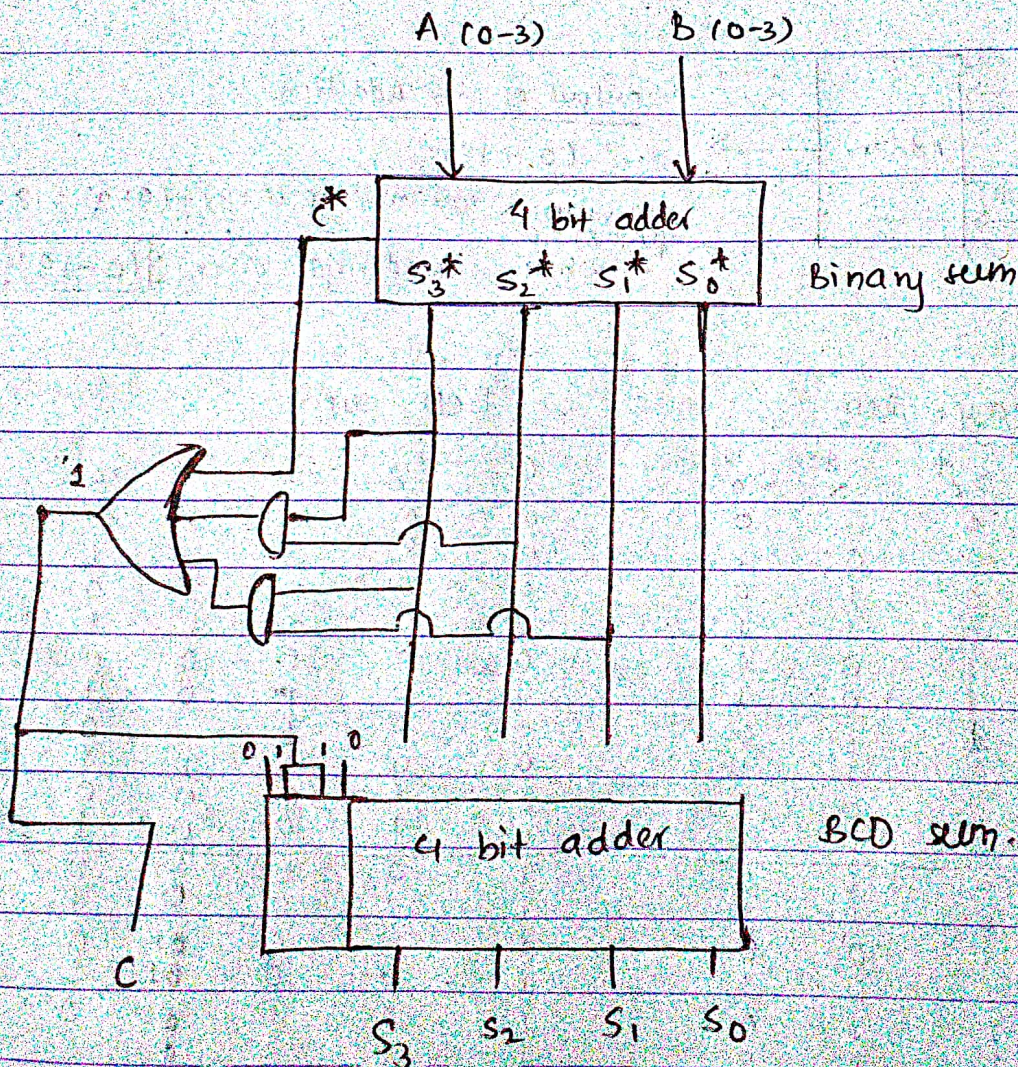 A (0-3) B (0-3)
C*
4 bit adder
S3* S2* S1* S0* Binary sum
'1
0 1 1 0
4 bit adder BCD sum.
C
S3 S2 S1 S0